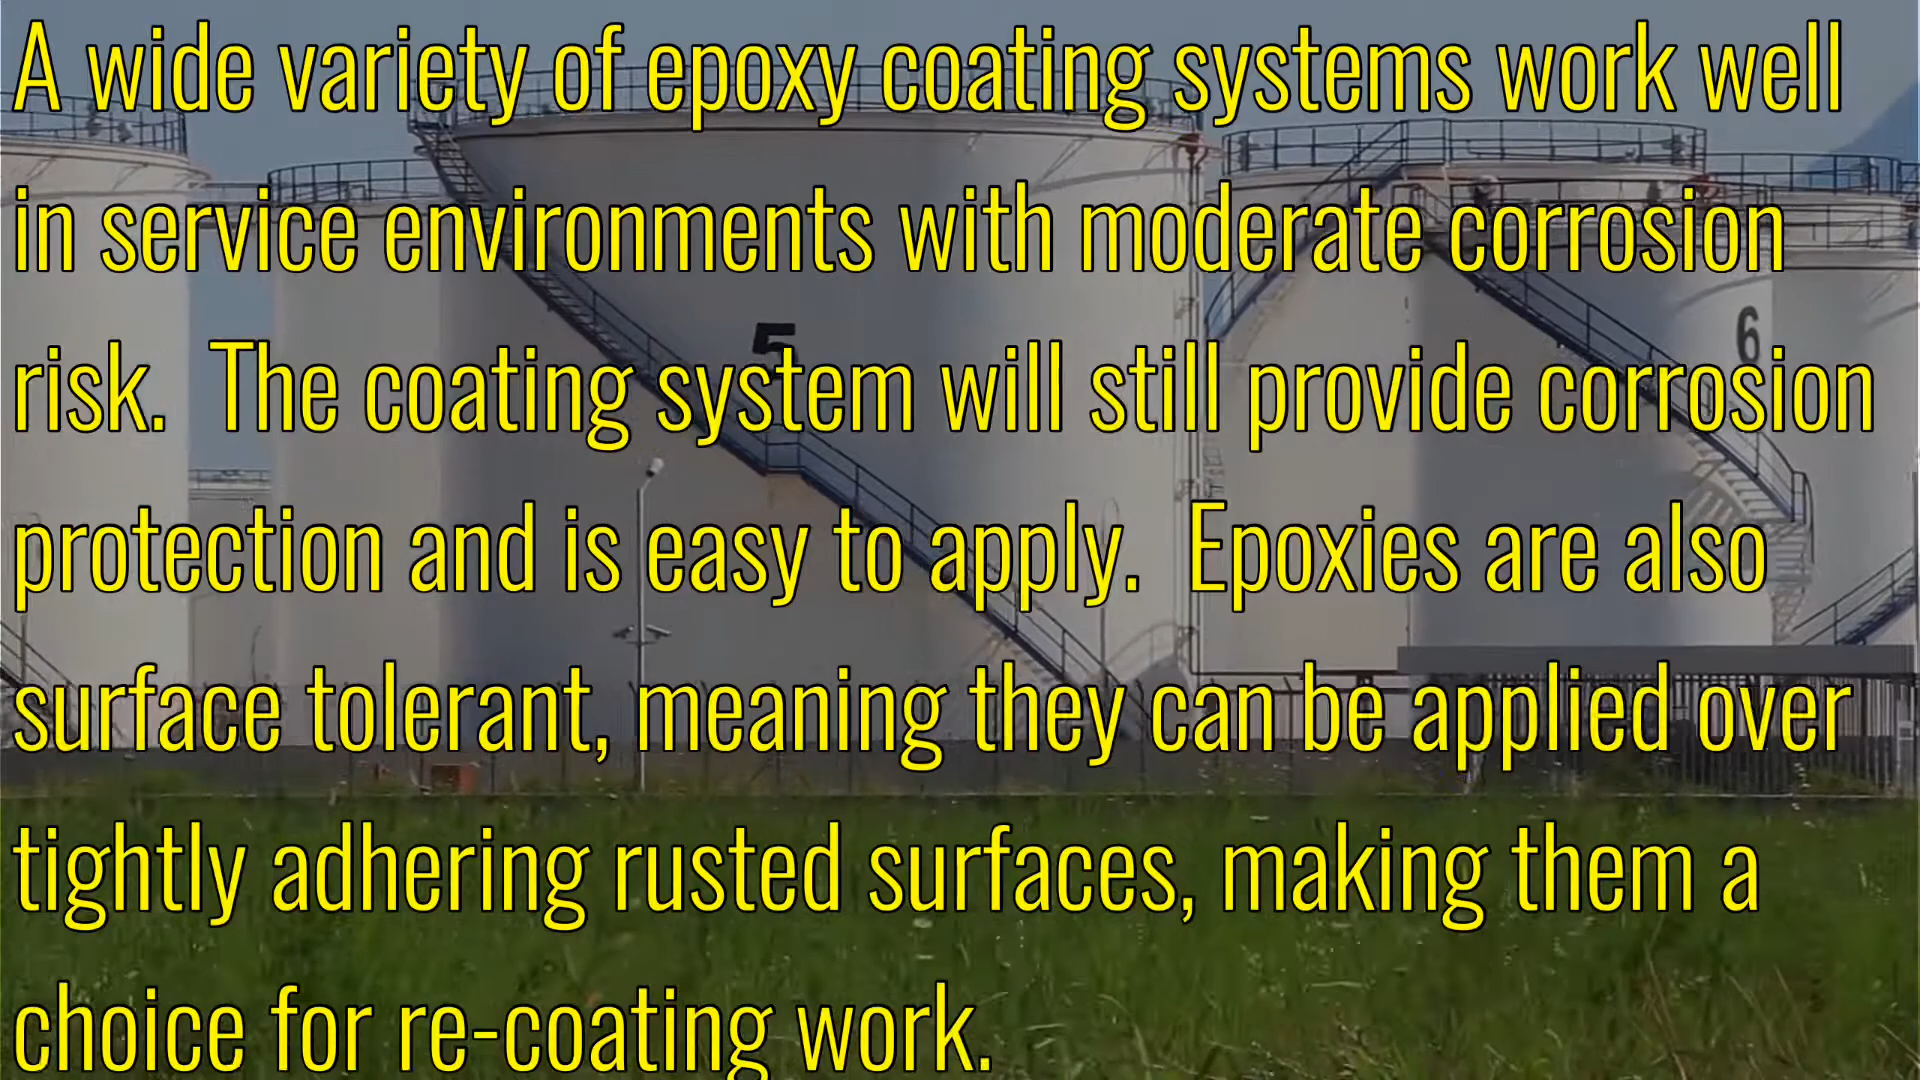 A wide variety of epoxy coating systems work well
in service environments with moderate corrosion
risk.  The coating system will still provide corrosion
protection and is easy to apply.  Epoxies are also
surface tolerant, meaning they can be applied over
tightly adhering rusted surfaces, making them a
choice for re-coating work.
5
6